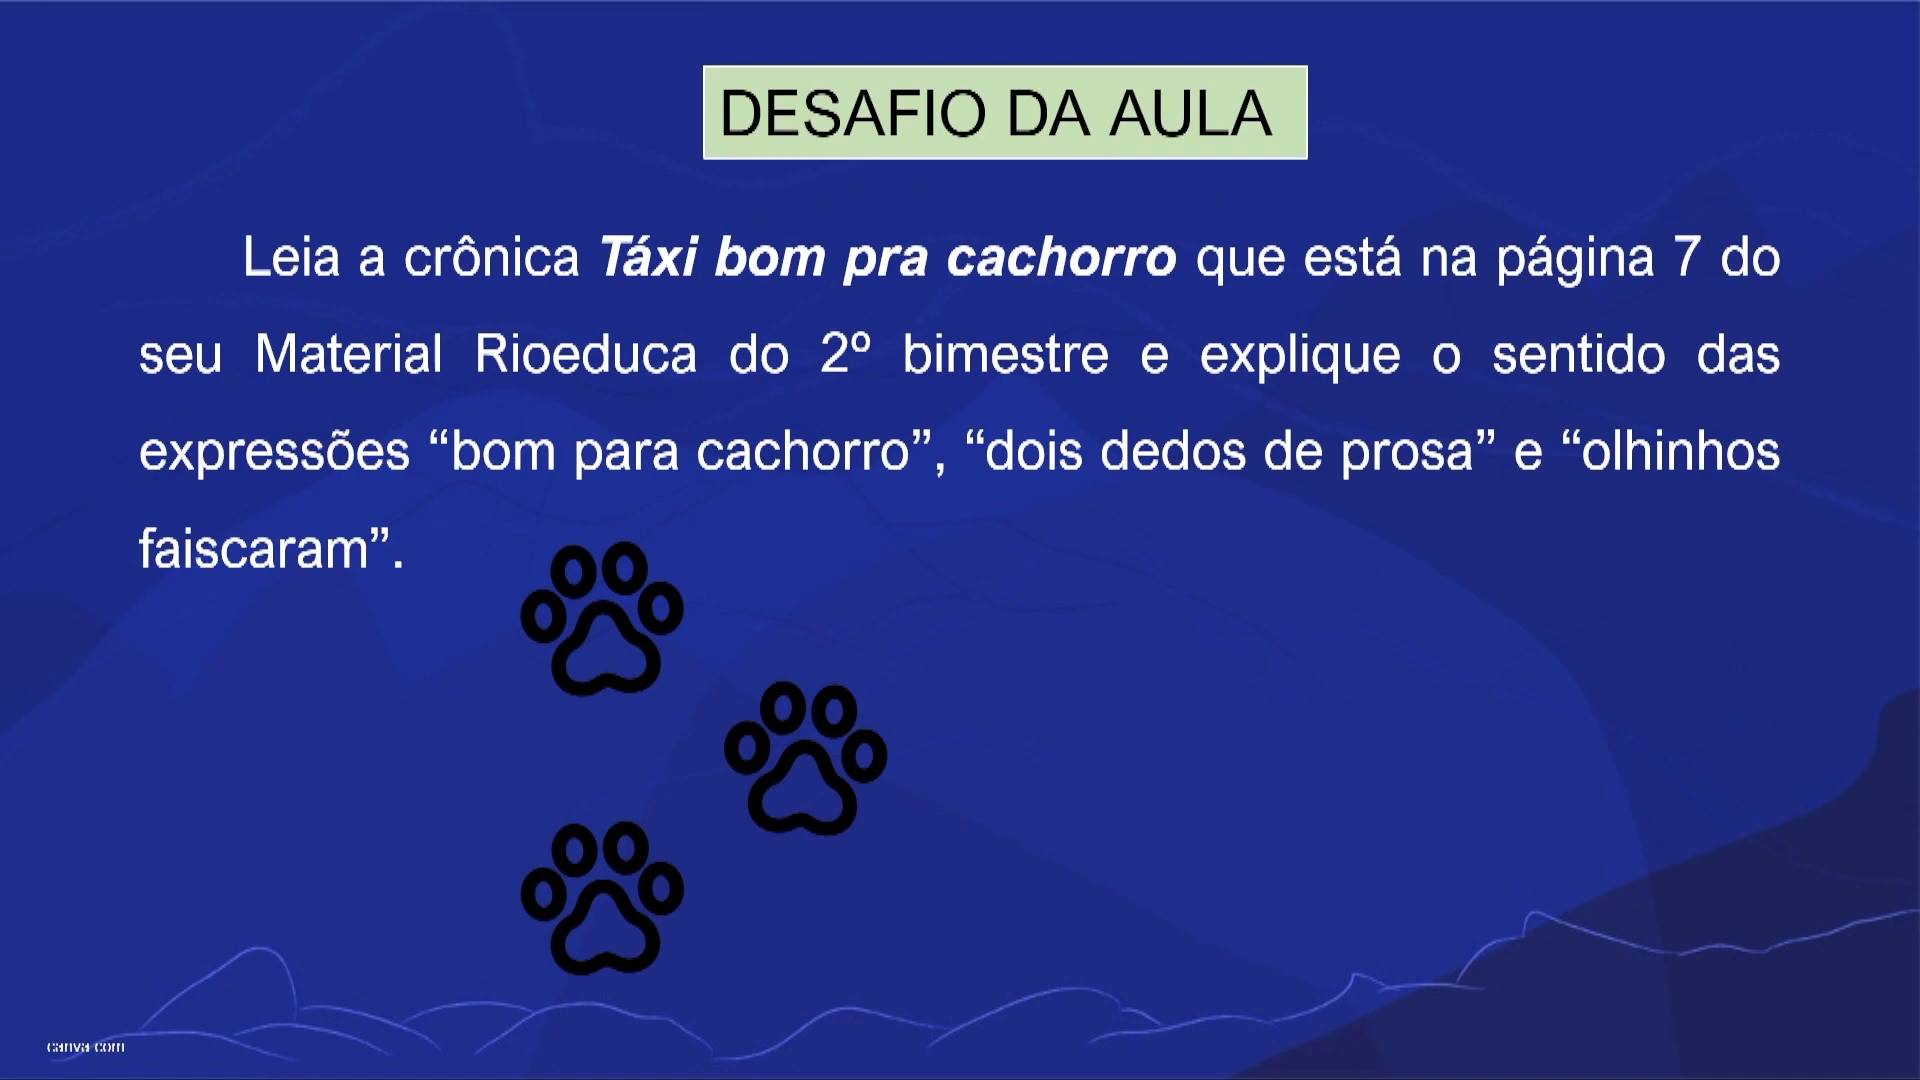 DESAFIO DA AULA
Leia a crônica Táxi bom pra cachorro que está na página 7 do
seu Material Rioeduca do 2º bimestre e explique o sentido das
expressões “bom para cachorro”, “dois dedos de prosa” e “olhinhos
faiscaram”.
canva.com